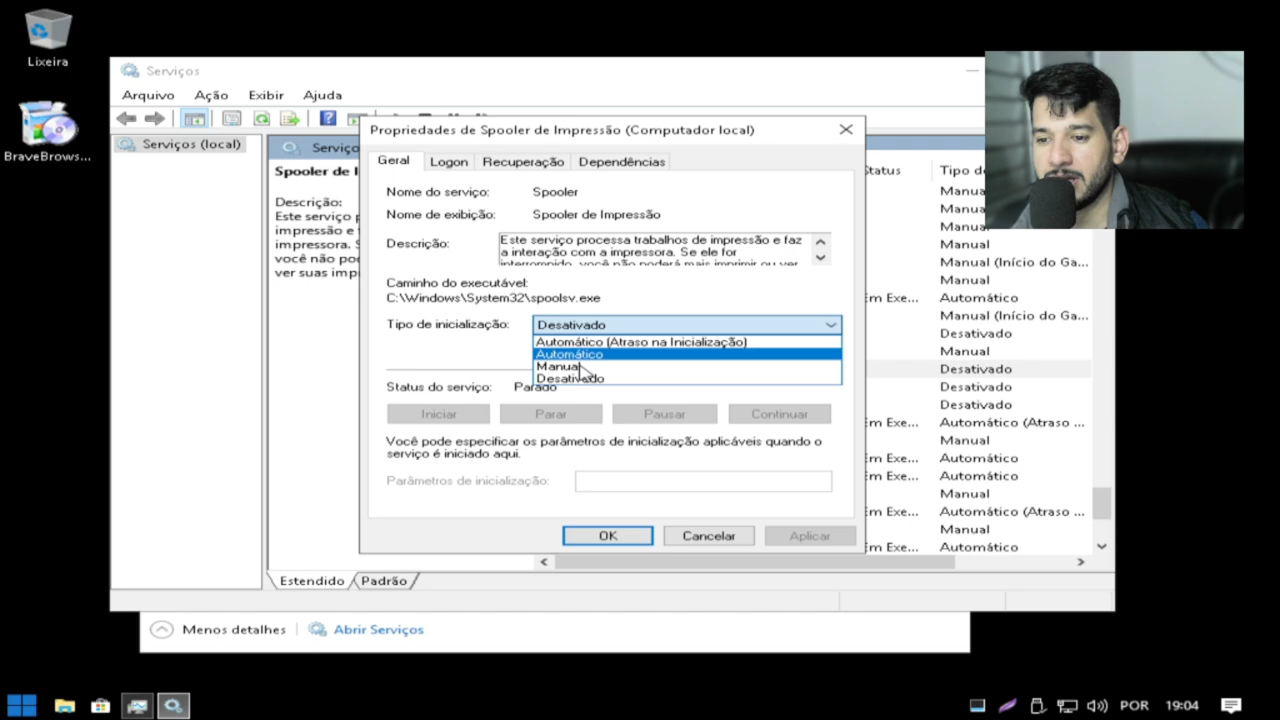 Lixeira
BraveBrows...
Serviços
Arquivo Ação Exibir Ajuda
Serviços (local)
Serviço
Spooler de I
Descrição:
Este serviço p
impressão e f
impressora. S
você não pod
ver suas imp
Propriedades de Spooler de Impressão (Computador local)
Geral Logon Recuperação Dependências
Nome do serviço: Spooler
Nome de exibição: Spooler de Impressão
Descrição: Este serviço processa trabalhos de impressão e faz
a interação com a impressora. Se ele for
interrompido, você não poderá mais imprimir ou ver
Caminho do executável:
C:\Windows\System32\spoolsv.exe
Tipo de inicialização: Desativado
Automático (Atraso na Inicialização)
Automático
Manual
Desativado
Status do serviço: Parado
Iniciar Parar Pausar Continuar
Você pode especificar os parâmetros de inicialização aplicáveis quando o
serviço é iniciado aqui.
Parâmetros de inicialização:
OK Cancelar Aplicar
Status Tipo de
Manual
Manua
Manua
Manual
Manual (Início do Ga...
Manual
Em Exe... Automático
Manual (Início do Ga...
Desativado
Manual
Desativado
Desativado
Desativado
Em Exe... Automático (Atraso ...
Manual
Em Exe... Automático
Em Exe... Automático
Manual
Em Exe... Automático (Atraso ...
Manual
Em Exe... Automático
Estendido Padrão
Menos detalhes Abrir Serviços
POR 19:04